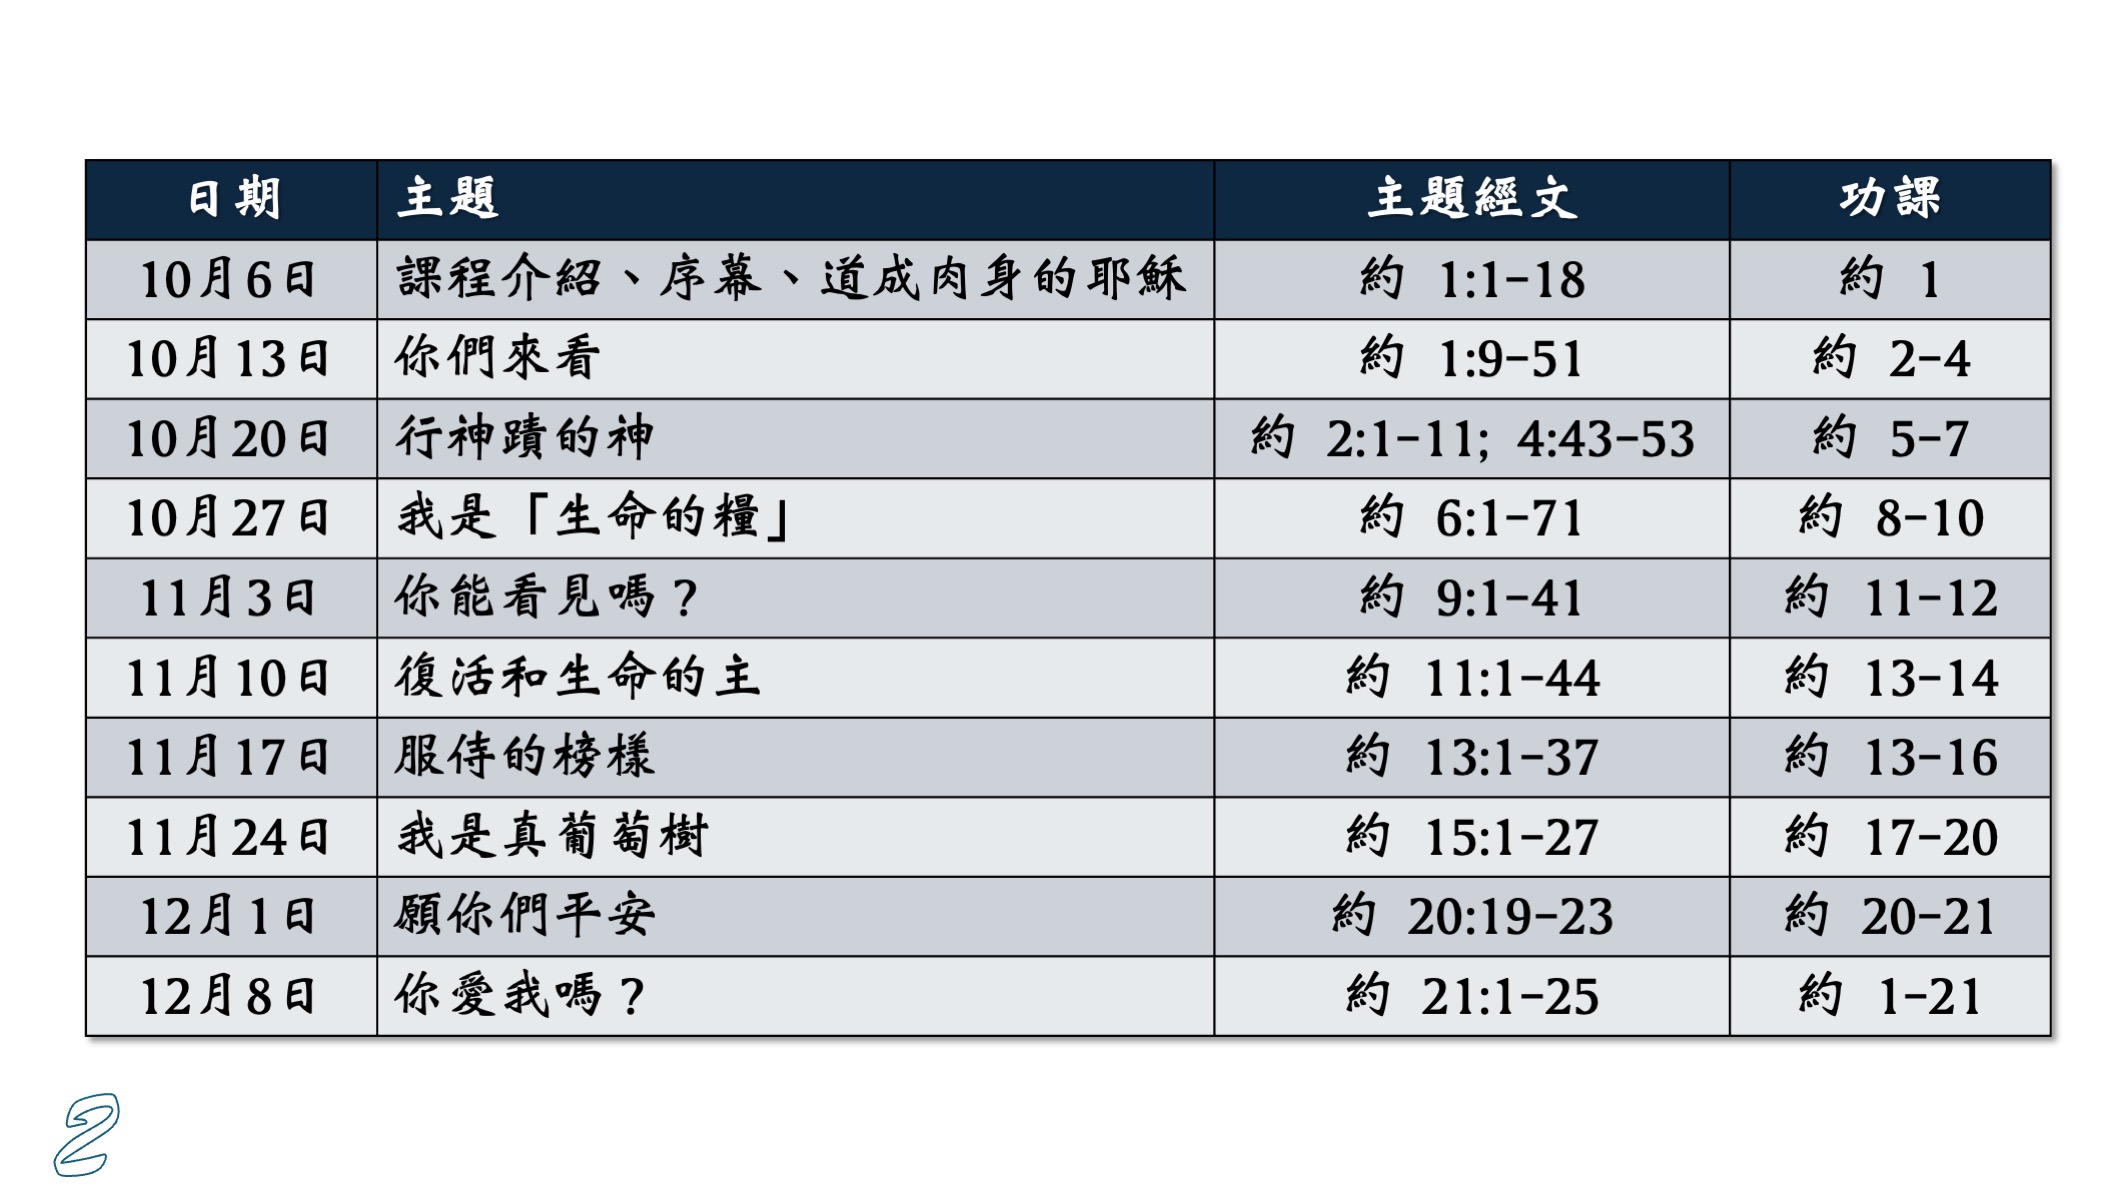 日期 主題 主題經文 功課
10月6日 課程介紹、序幕、道成肉身的耶穌 約 1:1-18 約 1
10月13日 你們來看 約 1:9-51 約 2-4
10月20日 行神蹟的神 約 2:1-11; 4:43-53 約 5-7
10月27日 我是「生命的糧」 約 6:1-71 約 8-10
11月3日 你能看見嗎？ 約 9:1-41 約 11-12
11月10日 復活和生命的主 約 11:1-44 約 13-14
11月17日 服侍的榜樣 約 13:1-37 約 13-16
11月24日 我是真葡萄樹 約 15:1-27 約 17-20
12月1日 願你們平安 約 20:19-23 約 20-21
12月8日 你愛我嗎？ 約 21:1-25 約 1-21
2